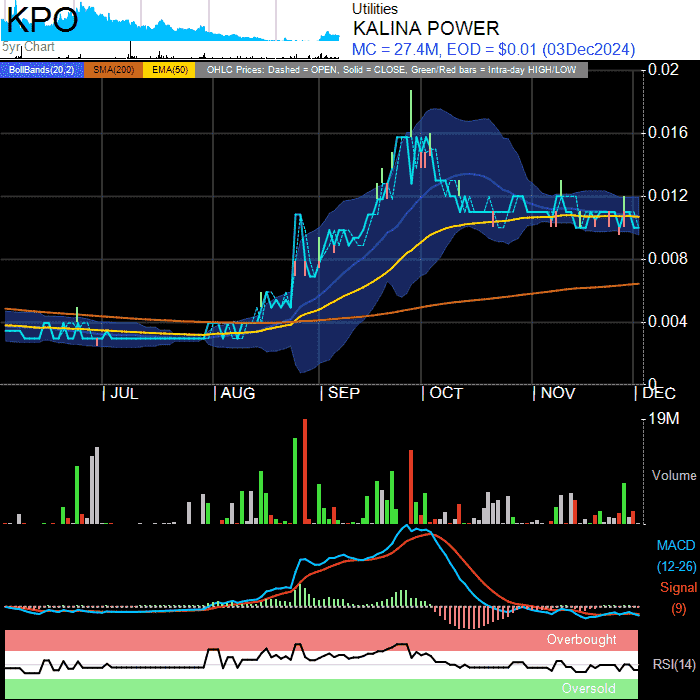 KPO
5yr Chart
Utilities
KALINA POWER
MC = 27.4M, EOD = $0.01 (03Dec2024)
BollBands(20,2) SMA(200) EMA(50) OHLC Prices: Dashed = OPEN, Solid = CLOSE, Green/Red bars = Intra-day HIGH/LOW
0.02
0.016
0.012
0.008
0.004
0
JUL AUG SEP OCT NOV DEC
19M
Volume
MACD
(12-26)
Signal
(9)
Overbought
RSI(14)
Oversold